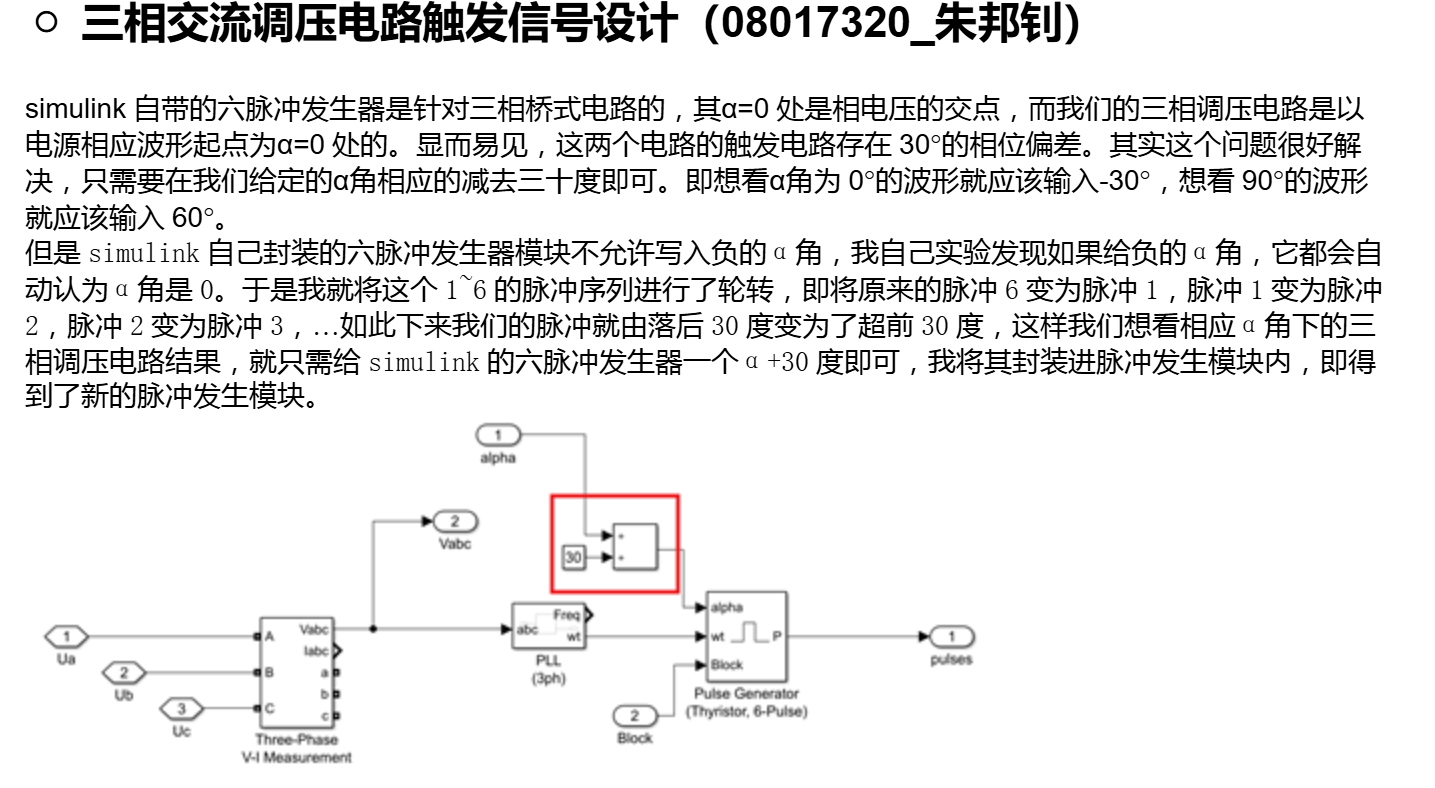 ○ 三相交流调压电路触发信号设计（08017320_朱邦钊）
simulink 自带的六脉冲发生器是针对三相桥式电路的，其α=0 处是相电压的交点，而我们的三相调压电路是以
电源相应波形起点为α=0 处的。显而易见，这两个电路的触发电路存在 30°的相位偏差。其实这个问题很好解
决，只需要在我们给定的α角相应的减去三十度即可。即想看α角为 0°的波形就应该输入-30°，想看 90°的波形
就应该输入 60°。
但是 simulink 自己封装的六脉冲发生器模块不允许写入负的α角，我自己实验发现如果给负的α角，它都会自
动认为α角是 0。于是我就将这个 1~6 的脉冲序列进行了轮转，即将原来的脉冲 6 变为脉冲 1，脉冲 1 变为脉冲
2，脉冲 2 变为脉冲 3，…如此下来我们的脉冲就由落后 30 度变为了超前 30 度，这样我们想看相应α角下的三
相调压电路结果，就只需给 simulink 的六脉冲发生器一个α+30 度即可，我将其封装进脉冲发生模块内，即得
到了新的脉冲发生模块。
1
alpha
2
Vabc
30
+
+
1
Ua
2
Ub
3
Uc
A
B
C
Vabc
Iabc
a
b
c
Three-Phase
V-I Measurement
abc
Freq
wt
PLL
(3ph)
alpha
wt
Block
P
Pulse Generator
(Thyristor, 6-Pulse)
2
Block
1
pulses